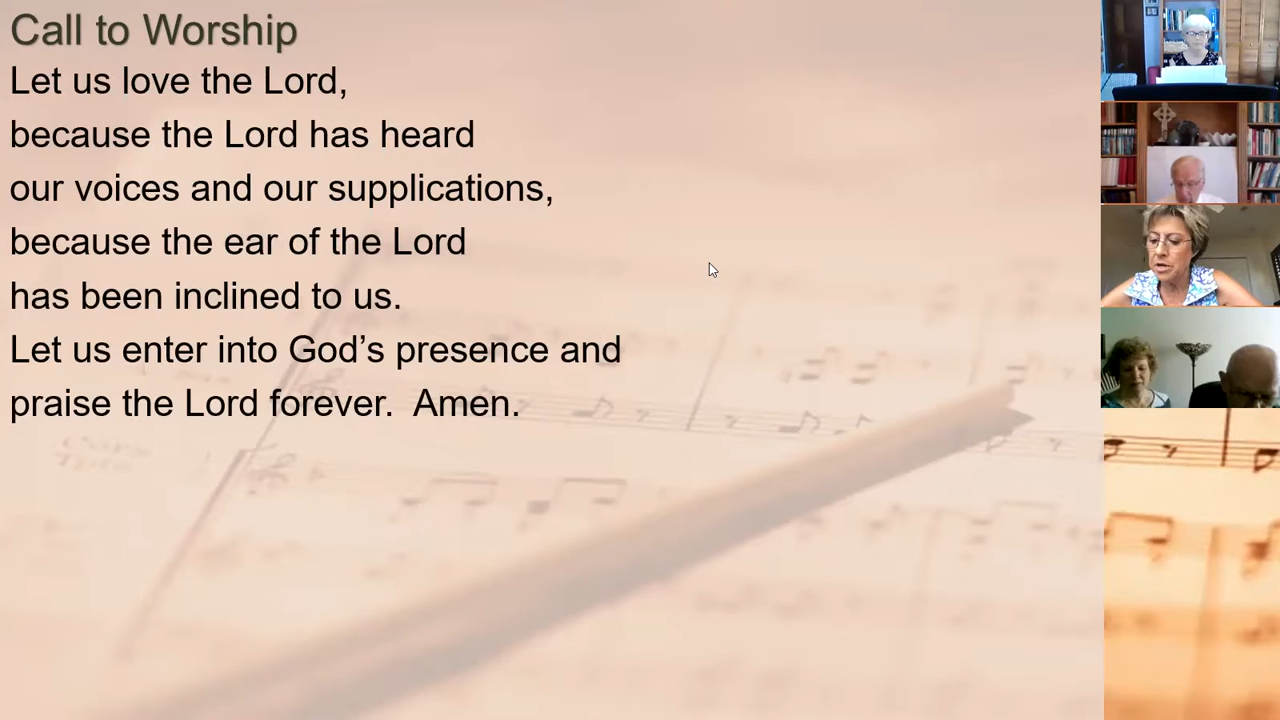 Call to Worship
Let us love the Lord,
because the Lord has heard
our voices and our supplications,
because the ear of the Lord
has been inclined to us.
Let us enter into God’s presence and
praise the Lord forever.  Amen.